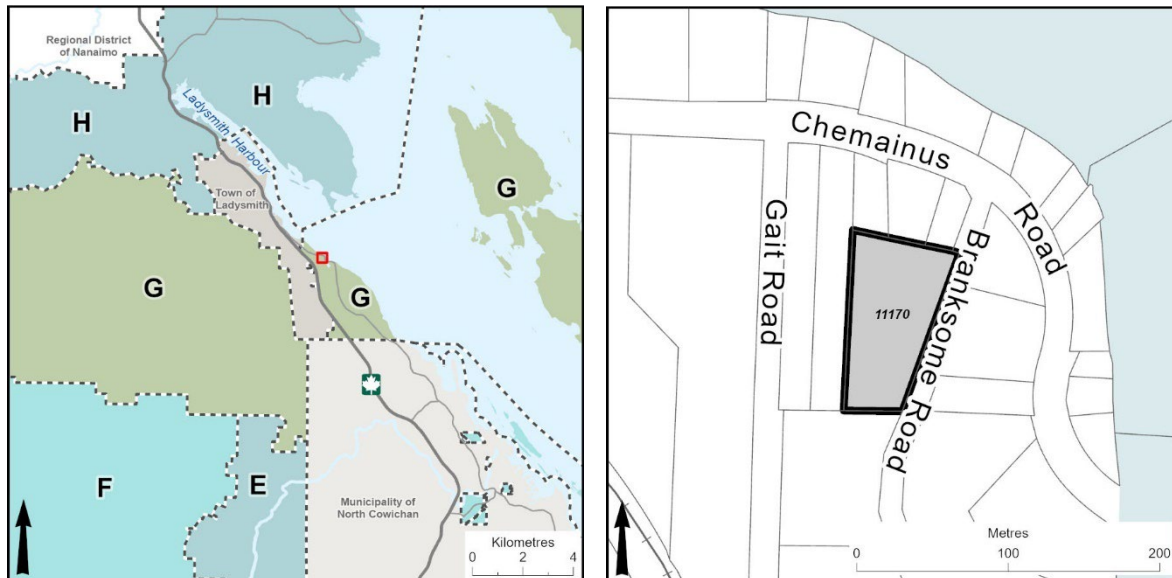 Regional District
of Nanaimo
H
H
Ladysmith Harbour
G
Town of
Ladysmith
G
G
F
E
Municipality of
North Cowichan
Kilometres
0 2 4
Chemainus
Road
Gait Road
Branksome Road
11170
Metres
0 100 200